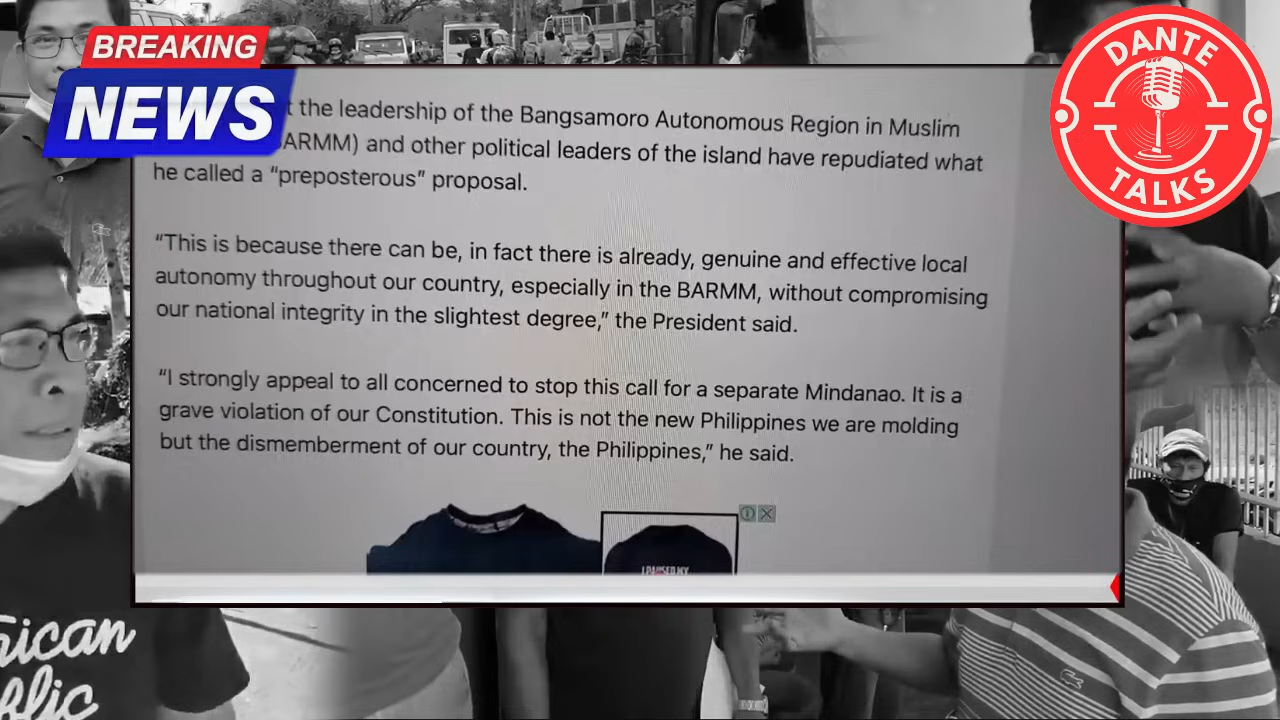 BREAKING
NEWS
DANTE
TALKS
t the leadership of the Bangsamoro Autonomous Region in Muslim
ARMM) and other political leaders of the island have repudiated what
he called a “preposterous” proposal.
“This is because there can be, in fact there is already, genuine and effective local
autonomy throughout our country, especially in the BARMM, without compromising
our national integrity in the slightest degree,” the President said.
“I strongly appeal to all concerned to stop this call for a separate Mindanao. It is a
grave violation of our Constitution. This is not the new Philippines we are molding
but the dismemberment of our country, the Philippines,” he said.
I PAUSED MY
rican
blic